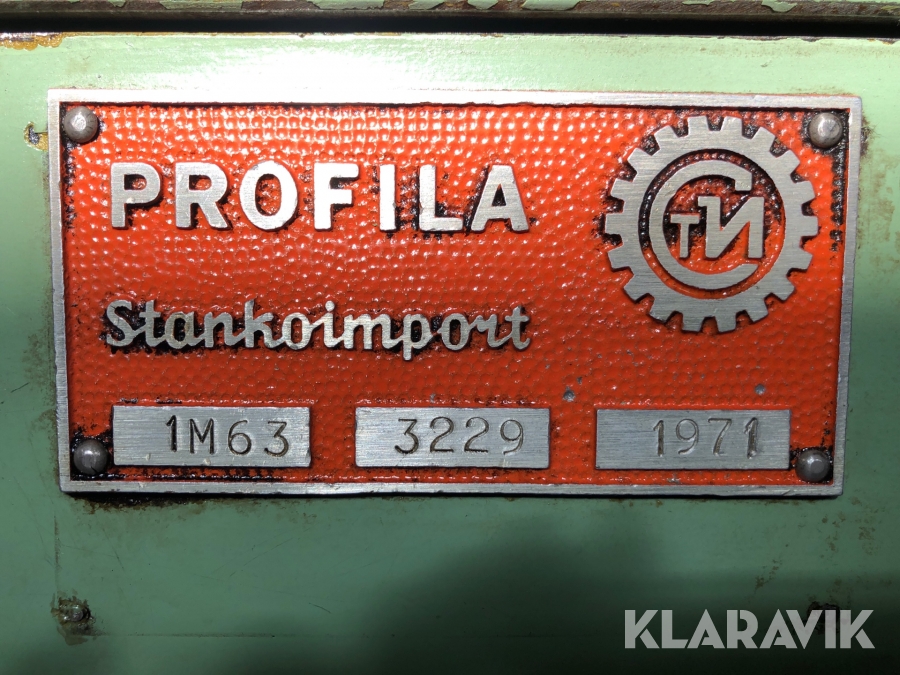 PROFILA
СТИ
Stankoimport
1M63 3229 1971
KLARAVIK